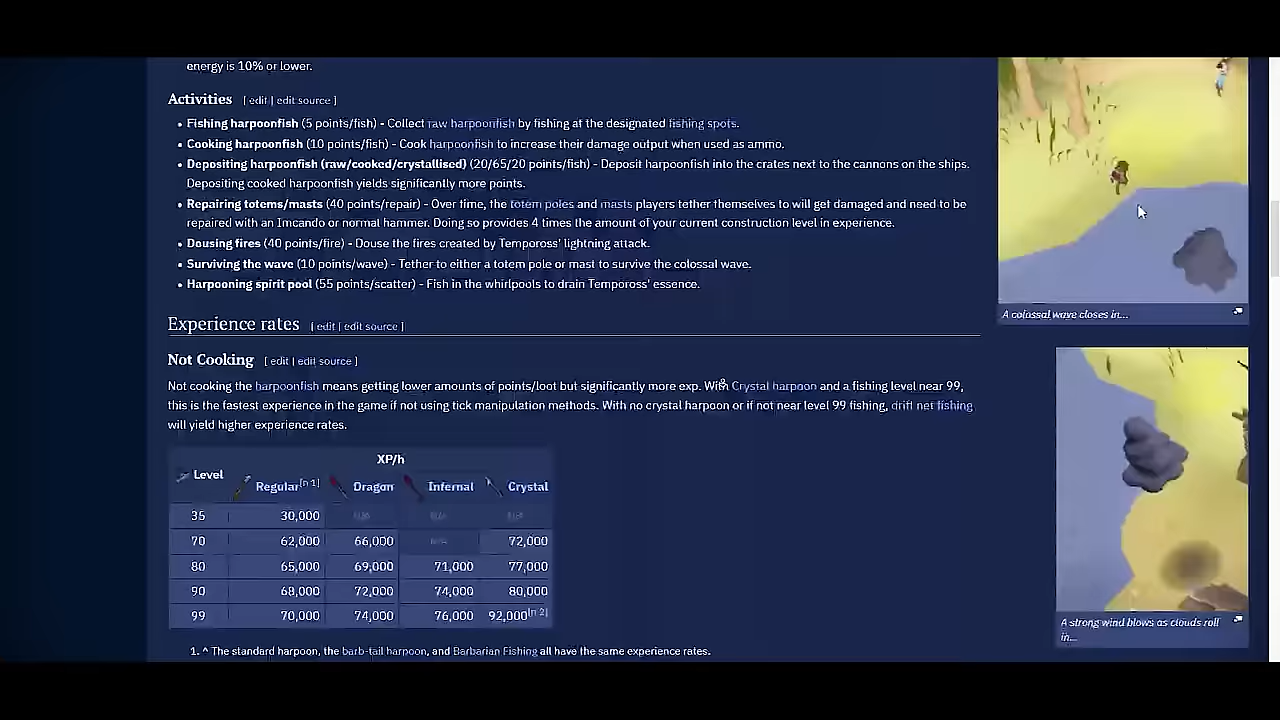 energy is 10% or lower.
Activities [ edit | edit source ]
• Fishing harpoonfish (5 points/fish) - Collect raw harpoonfish by fishing at the designated fishing spots.
• Cooking harpoonfish (10 points/fish) - Cook harpoonfish to increase their damage output when used as ammo.
• Depositing harpoonfish (raw/cooked/crystallised) (20/65/20 points/fish) - Deposit harpoonfish into the crates next to the cannons on the ships.
Depositing cooked harpoonfish yields significantly more points.
• Repairing totems/masts (40 points/repair) - Over time, the totem poles and masts players tether themselves to will get damaged and need to be
repaired with an Imcando or normal hammer. Doing so provides 4 times the amount of your current construction level in experience.
• Dousing fires (40 points/fire) - Douse the fires created by Tempoross' lightning attack.
• Surviving the wave (10 points/wave) - Tether to either a totem pole or mast to survive the colossal wave.
• Harpooning spirit pool (55 points/scatter) - Fish in the whirlpools to drain Tempoross' essence.
A colossal wave closes in...
Experience rates [ edit | edit source ]
Not Cooking [ edit | edit source ]
Not cooking the harpoonfish means getting lower amounts of points/loot but significantly more exp. With Crystal harpoon and a fishing level near 99,
this is the fastest experience in the game if not using tick manipulation methods. With no crystal harpoon or if not near level 99 fishing, drift net fishing
will yield higher experience rates.
Level XP/h
Regular[n 1] Dragon Infernal Crystal
35 30,000 N/A N/A N/A
70 62,000 66,000 N/A 72,000
80 65,000 69,000 71,000 77,000
90 68,000 72,000 74,000 80,000
99 70,000 74,000 76,000 92,000[n 2]
A strong wind blows as clouds roll
in...
1. ^ The standard harpoon, the barb-tail harpoon, and Barbarian Fishing all have the same experience rates.